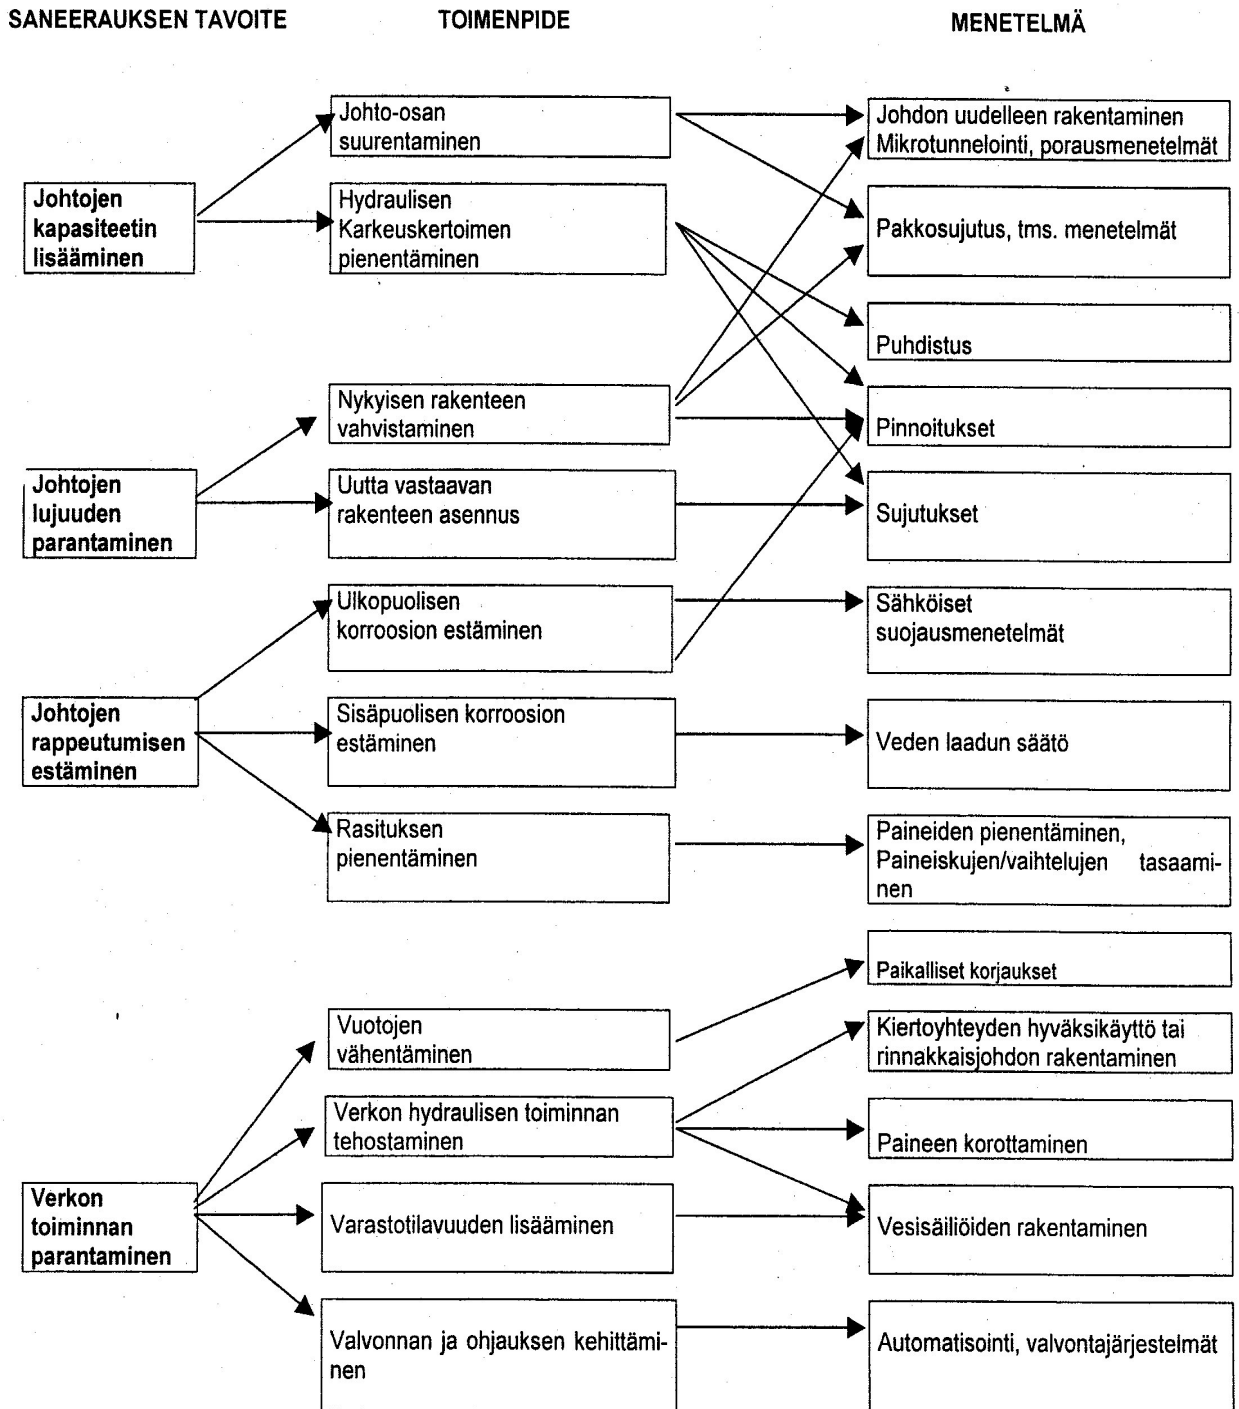 SANEERAUKSEN TAVOITE
TOIMENPIDE
MENETELMÄ
Johtojen
kapasiteetin
lisääminen
Johto-osan
suurentaminen
Hydraulisen
Karkeuskertoimen
pienentäminen
Johdon uudelleen rakentaminen
Mikrotunnelointi, porausmenetelmät
Pakkosujutus, tms. menetelmät
Puhdistus
Johtojen
lujuuden
parantaminen
Nykyisen rakenteen
vahvistaminen
Uutta vastaavan
rakenteen asennus
Pinnoitukset
Sujutukset
Johtojen
rappeutumisen
estäminen
Ulkopuolisen
korroosion estäminen
Sisäpuolisen korroosion
estäminen
Rasituksen
pienentäminen
Sähköiset
suojausmenetelmät
Veden laadun säätö
Paineiden pienentäminen,
Paineiskujen/vaihtelujen tasaami-
nen
Verkon
toiminnan
parantaminen
Vuotojen
vähentäminen
Verkon hydraulisen toiminnan
tehostaminen
Varastotilavuuden lisääminen
Valvonnan ja ohjauksen kehittämi-
nen
Paikalliset korjaukset
Kiertoyhteyden hyväksikäyttö tai
rinnakkaisjohdon rakentaminen
Paineen korottaminen
Vesisäiliöiden rakentaminen
Automatisointi, valvontajärjestelmät